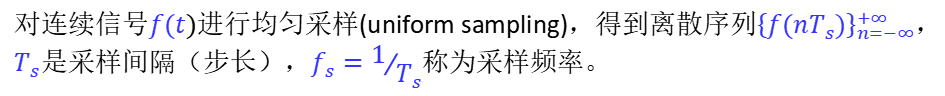 对连续信号f(t)进行均匀采样(uniform sampling)，得到离散序列{f(nTₛ)}ₙ₌₋∞⁺∞，
Tₛ是采样间隔（步长），fₛ = 1/Tₛ 称为采样频率。